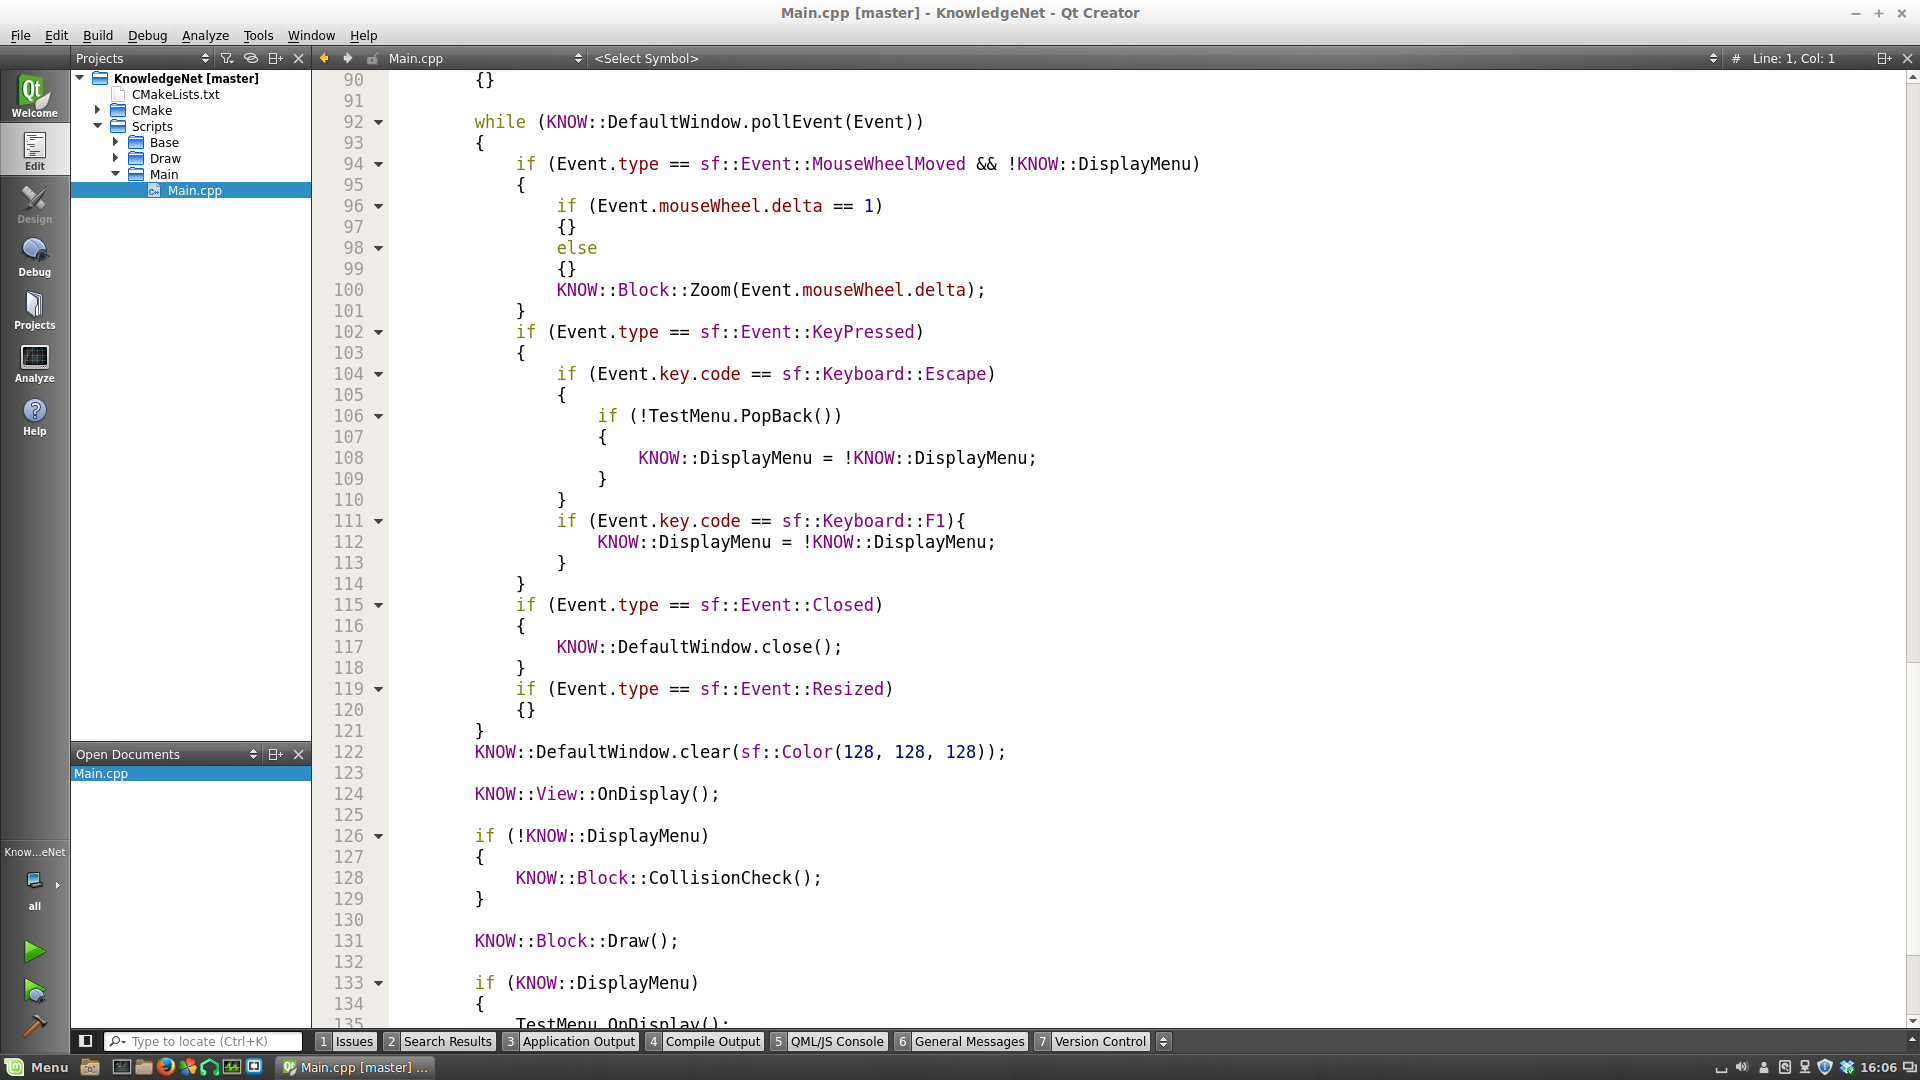 Main.cpp [master] - KnowledgeNet - Qt Creator
File Edit Build Debug Analyze Tools Window Help
Projects
Main.cpp
<Select Symbol>
# Line: 1, Col: 1
Welcome
Edit
Design
Debug
Projects
Analyze
Help
Know...eNet
all
KnowledgeNet [master]
CMakeLists.txt
CMake
Scripts
Base
Draw
Main
Main.cpp
Open Documents
Main.cpp
90 {}
91
92 while (KNOW::DefaultWindow.pollEvent(Event))
93 {
94 if (Event.type == sf::Event::MouseWheelMoved && !KNOW::DisplayMenu)
95 {
96 if (Event.mouseWheel.delta == 1)
97 {}
98 else
99 {}
100 KNOW::Block::Zoom(Event.mouseWheel.delta);
101 }
102 if (Event.type == sf::Event::KeyPressed)
103 {
104 if (Event.key.code == sf::Keyboard::Escape)
105 {
106 if (!TestMenu.PopBack())
107 {
108 KNOW::DisplayMenu = !KNOW::DisplayMenu;
109 }
110 }
111 if (Event.key.code == sf::Keyboard::F1){
112 KNOW::DisplayMenu = !KNOW::DisplayMenu;
113 }
114 }
115 if (Event.type == sf::Event::Closed)
116 {
117 KNOW::DefaultWindow.close();
118 }
119 if (Event.type == sf::Event::Resized)
120 {}
121 }
122 KNOW::DefaultWindow.clear(sf::Color(128, 128, 128));
123
124 KNOW::View::OnDisplay();
125
126 if (!KNOW::DisplayMenu)
127 {
128 KNOW::Block::CollisionCheck();
129 }
130
131 KNOW::Block::Draw();
132
133 if (KNOW::DisplayMenu)
134 {
135 TestMenu.OnDisplay();
Type to locate (Ctrl+K)
1 Issues 2 Search Results 3 Application Output 4 Compile Output 5 QML/JS Console 6 General Messages 7 Version Control
Menu
Main.cpp [master] ...
16:06